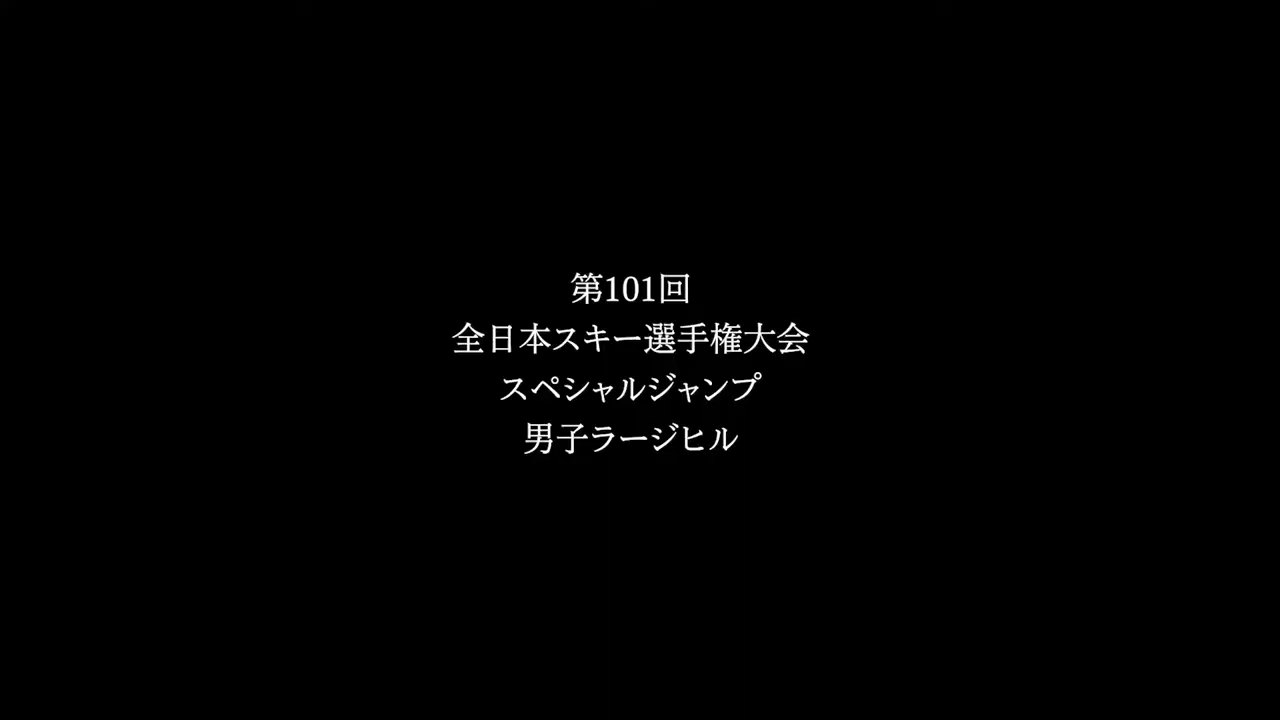 第101回
全日本スキー選手権大会
スペシャルジャンプ
男子ラージヒル